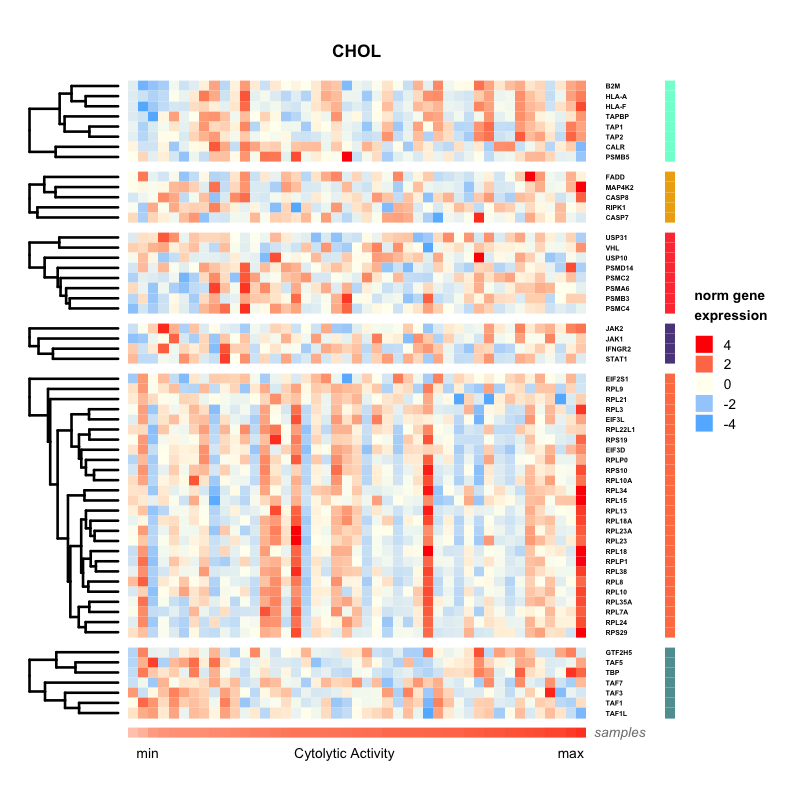 CHOL
B2M
HLA-A
HLA-F
TAPBP
TAP1
TAP2
CALR
PSMB5
FADD
MAP4K2
CASP8
RIPK1
CASP7
USP31
VHL
USP10
PSMD14
PSMC2
PSMA6
PSMB3
PSMC4
JAK2
JAK1
IFNGR2
STAT1
EIF2S1
RPL9
RPL21
RPL3
EIF3L
RPL22L1
RPS19
EIF3D
RPLP0
RPS10
RPL10A
RPL34
RPL15
RPL13
RPL18A
RPL23A
RPL23
RPL18
RPLP1
RPL38
RPL8
RPL10
RPL35A
RPL7A
RPL24
RPS29
GTF2H5
TAF5
TBP
TAF7
TAF3
TAF1
TAF1L
norm gene
expression
4
2
0
-2
-4
samples
min Cytolytic Activity max